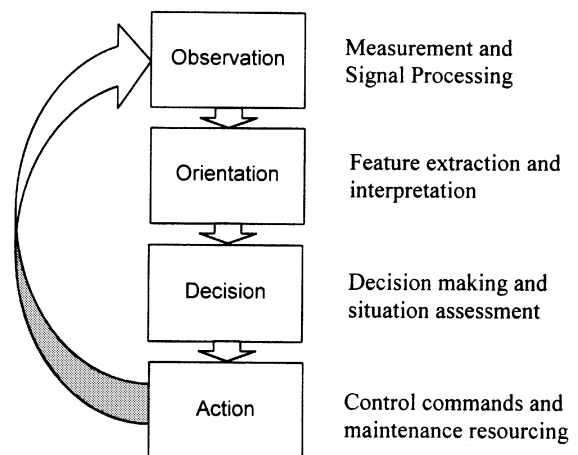 Observation
Measurement and
Signal Processing
Orientation
Feature extraction and
interpretation
Decision
Decision making and
situation assessment
Action
Control commands and
maintenance resourcing